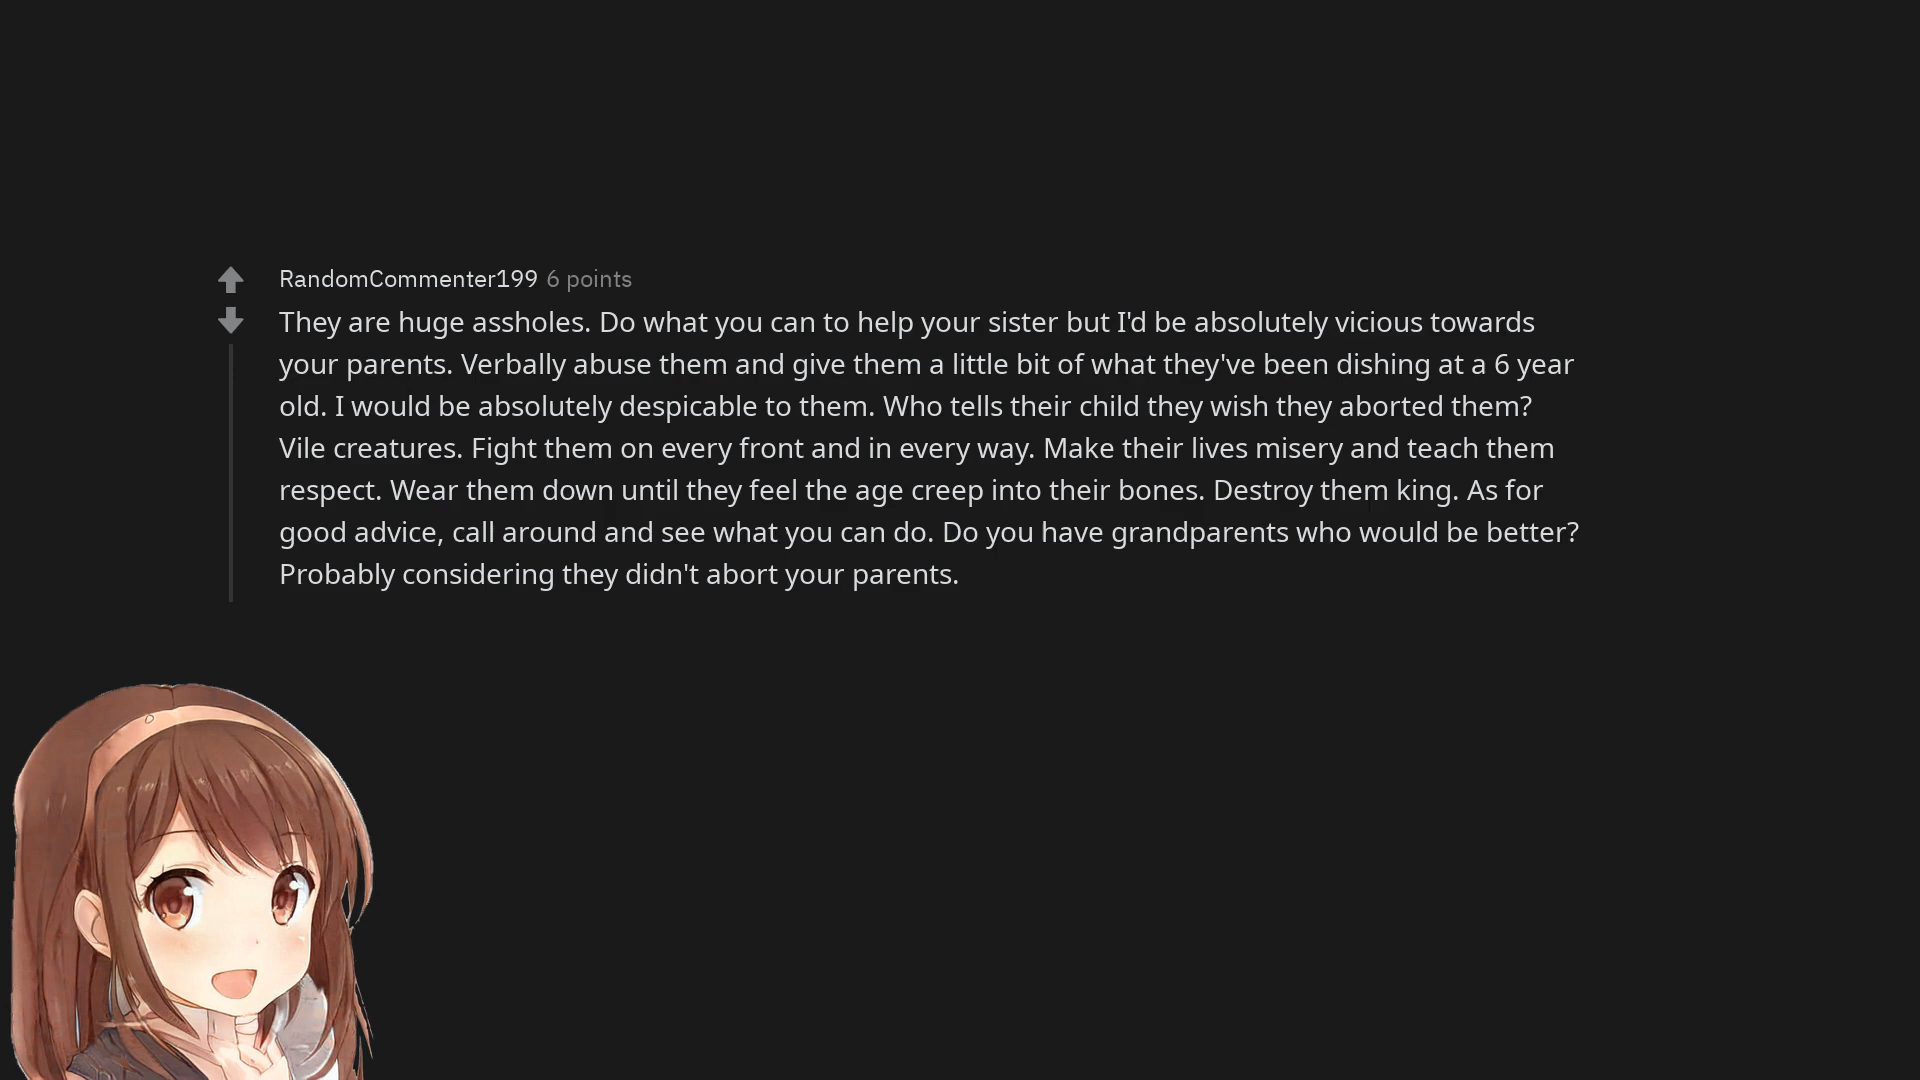 RandomCommenter199 6 points
They are huge assholes. Do what you can to help your sister but I'd be absolutely vicious towards
your parents. Verbally abuse them and give them a little bit of what they've been dishing at a 6 year
old. I would be absolutely despicable to them. Who tells their child they wish they aborted them?
Vile creatures. Fight them on every front and in every way. Make their lives misery and teach them
respect. Wear them down until they feel the age creep into their bones. Destroy them king. As for
good advice, call around and see what you can do. Do you have grandparents who would be better?
Probably considering they didn't abort your parents.